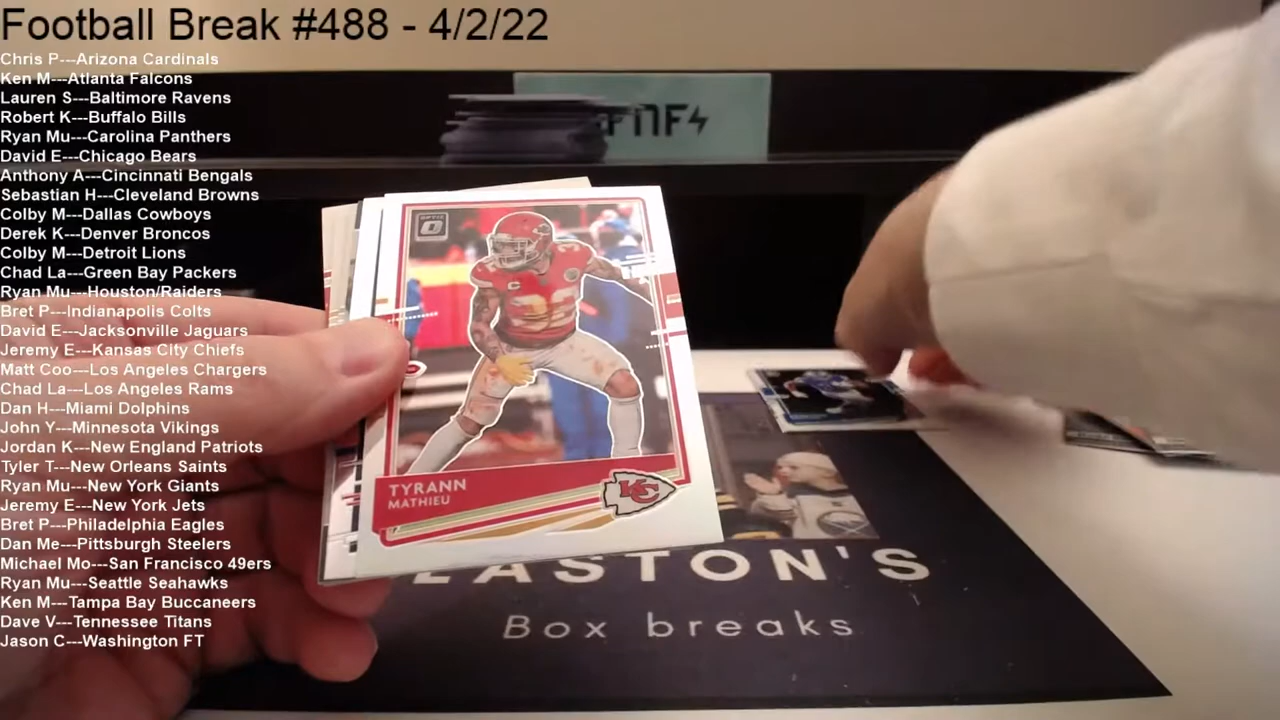 Football Break #488 - 4/2/22
Chris P---Arizona Cardinals
Ken M---Atlanta Falcons
Lauren S---Baltimore Ravens
Robert K---Buffalo Bills
Ryan Mu---Carolina Panthers
David E---Chicago Bears
Anthony A---Cincinnati Bengals
Sebastian H---Cleveland Browns
Colby M---Dallas Cowboys
Derek K---Denver Broncos
Colby M---Detroit Lions
Chad La---Green Bay Packers
Ryan Mu---Houston/Raiders
Bret P---Indianapolis Colts
David E---Jacksonville Jaguars
Jeremy E---Kansas City Chiefs
Matt Coo---Los Angeles Chargers
Chad La---Los Angeles Rams
Dan H---Miami Dolphins
John Y---Minnesota Vikings
Jordan K---New England Patriots
Tyler T---New Orleans Saints
Ryan Mu---New York Giants
Jeremy E---New York Jets
Bret P---Philadelphia Eagles
Dan Me---Pittsburgh Steelers
Michael Mo---San Francisco 49ers
Ryan Mu---Seattle Seahawks
Ken M---Tampa Bay Buccaneers
Dave V---Tennessee Titans
Jason C---Washington FT
OPTIC
32
C
KC
TYRANN
MATHIEU
EASTON'S
Box breaks